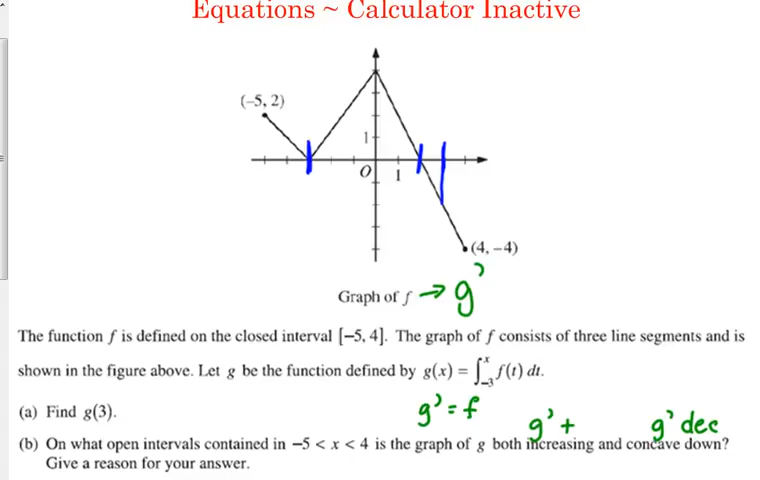 Equations ~ Calculator Inactive
(−5, 2)
1
O 1
(4, −4)
Graph of f → g'
The function f is defined on the closed interval [−5, 4]. The graph of f consists of three line segments and is
shown in the figure above. Let g be the function defined by g(x) = ∫₋₃ˣ f(t) dt.
(a) Find g(3).
g' = f
g' + g' dec
(b) On what open intervals contained in −5 < x < 4 is the graph of g both increasing and concave down?
Give a reason for your answer.